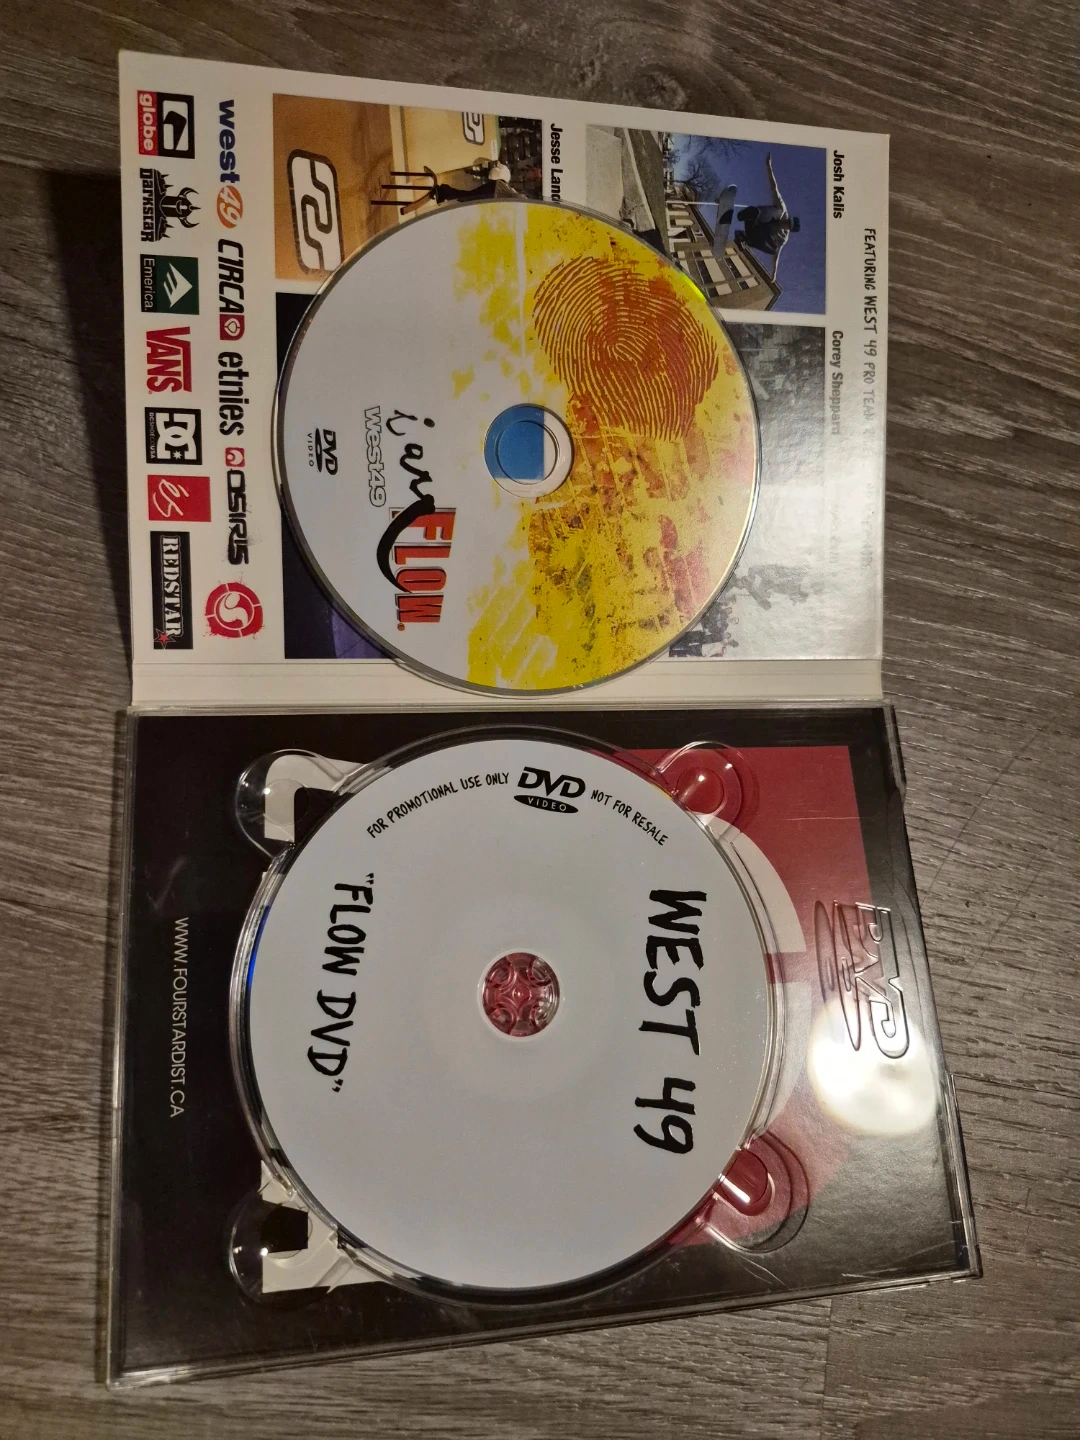 FEATURING WEST 49 PRO TEAM
Josh Kalis
Corey Sheppard
Jesse Land
i am
FLOW.
west49
DVD
VIDEO
west49
CIRCA
etnies
OSIRIS
globe
DARKSTAR
Emerica.
VANS
DC
DCSHOECOUSA
éS
REDSTAR
FOR PROMOTIONAL USE ONLY
DVD
VIDEO
NOT FOR RESALE
WEST 49
"FLOW DVD"
DVD
WWW.FOURSTARDIST.CA